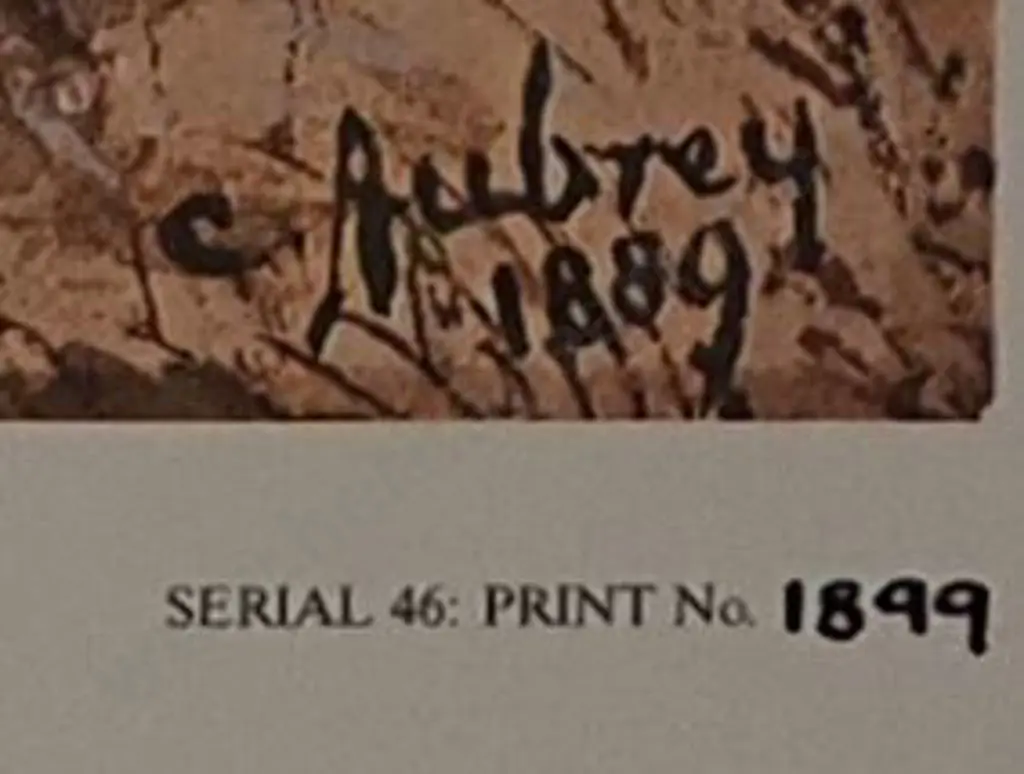 C Aubrey
1889
SERIAL 46: PRINT No. 1899